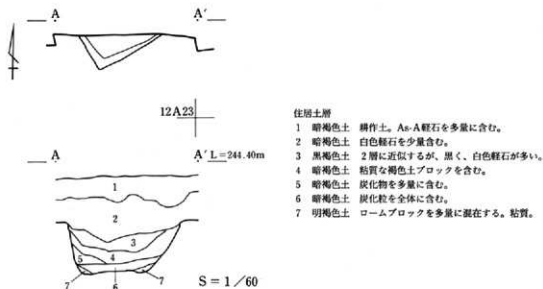 A A′
12A23
A A′ L=244.40m
1
2
3
4
5
7 6 7
S=1/60
住居土層
1 暗褐色土 耕作土。As-A軽石を多量に含む。
2 暗褐色土 白色軽石を少量含む。
3 黒褐色土 2層に近似するが、黒く、白色軽石が多い。
4 暗褐色土 粘質な褐色土ブロックを含む。
5 暗褐色土 炭化物を多量に含む。
6 暗褐色土 炭化粒を全体に含む。
7 明褐色土 ロームブロックを多量に混在する。粘質。